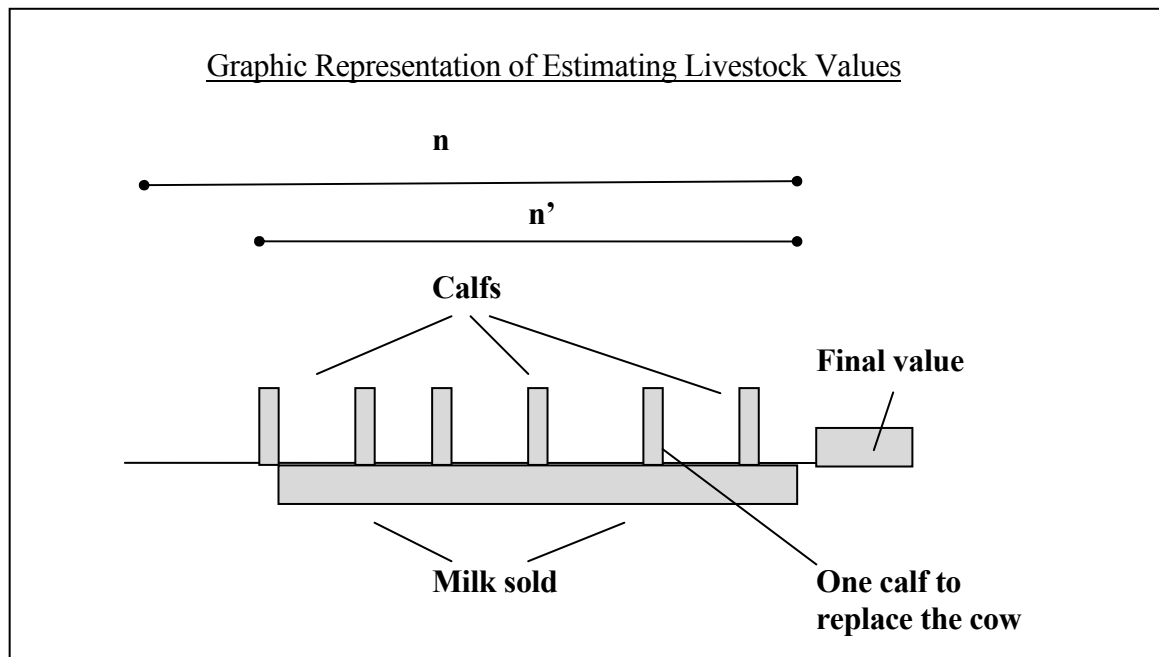 Graphic Representation of Estimating Livestock Values
n
n’
Calfs
Final value
Milk sold
One calf to
replace the cow